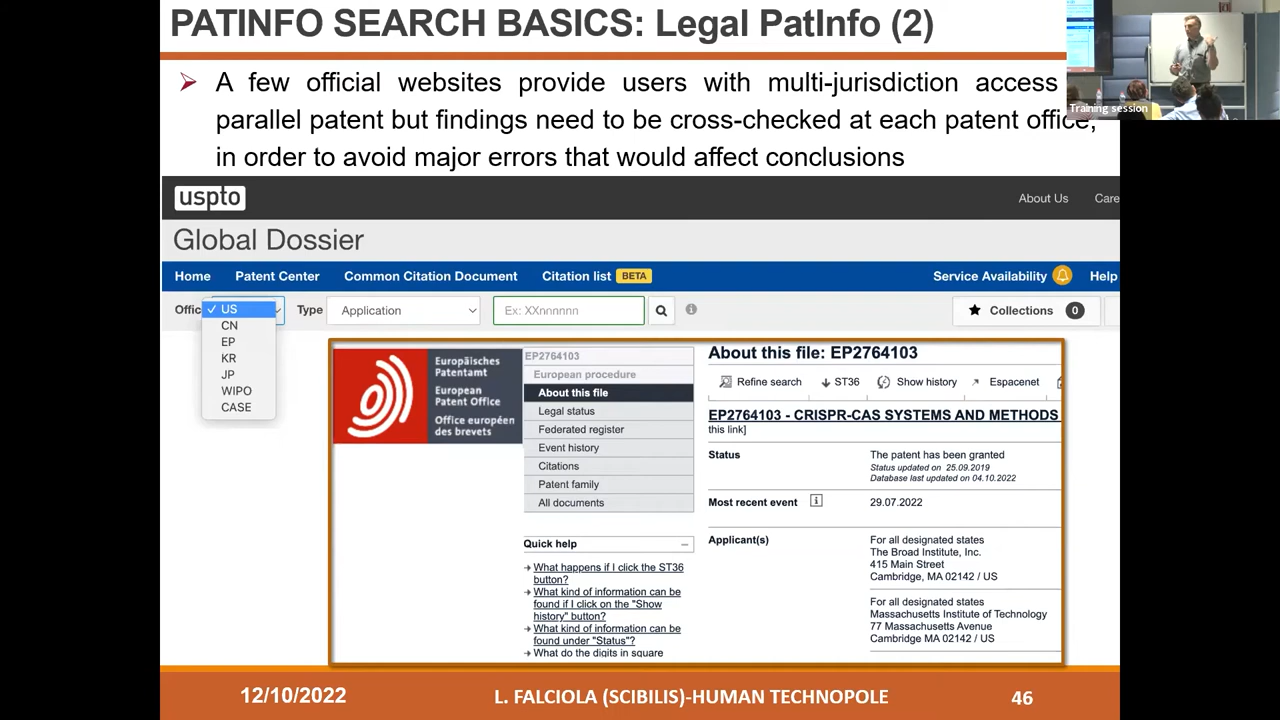 PATINFO SEARCH BASICS: Legal PatInfo (2)
Training session
➤ A few official websites provide users with multi-jurisdiction access
parallel patent but findings need to be cross-checked at each patent office,
in order to avoid major errors that would affect conclusions
uspto
About Us
Care
Global Dossier
Home
Patent Center
Common Citation Document
Citation list BETA
Service Availability
Help
Offic
✓ US
CN
EP
KR
JP
WIPO
CASE
Type
Application
Ex: XXnnnnnn
★ Collections 0
Europäisches
Patentamt
European
Patent Office
Office européen
des brevets
EP2764103
European procedure
About this file
Legal status
Federated register
Event history
Citations
Patent family
All documents
Quick help
What happens if I click the ST36
button?
What kind of information can be
found if I click on the "Show
history" button?
What kind of information can be
found under "Status"?
What do the digits in square
About this file: EP2764103
Refine search
ST36
Show history
Espacenet
EP2764103 - CRISPR-CAS SYSTEMS AND METHODS
this link]
Status
The patent has been granted
Status updated on 25.09.2019
Database last updated on 04.10.2022
Most recent event
29.07.2022
Applicant(s)
For all designated states
The Broad Institute, Inc.
415 Main Street
Cambridge, MA 02142 / US
For all designated states
Massachusetts Institute of Technology
77 Massachusetts Avenue
Cambridge MA 02142 / US
12/10/2022
L. FALCIOLA (SCIBILIS)-HUMAN TECHNOPOLE
46